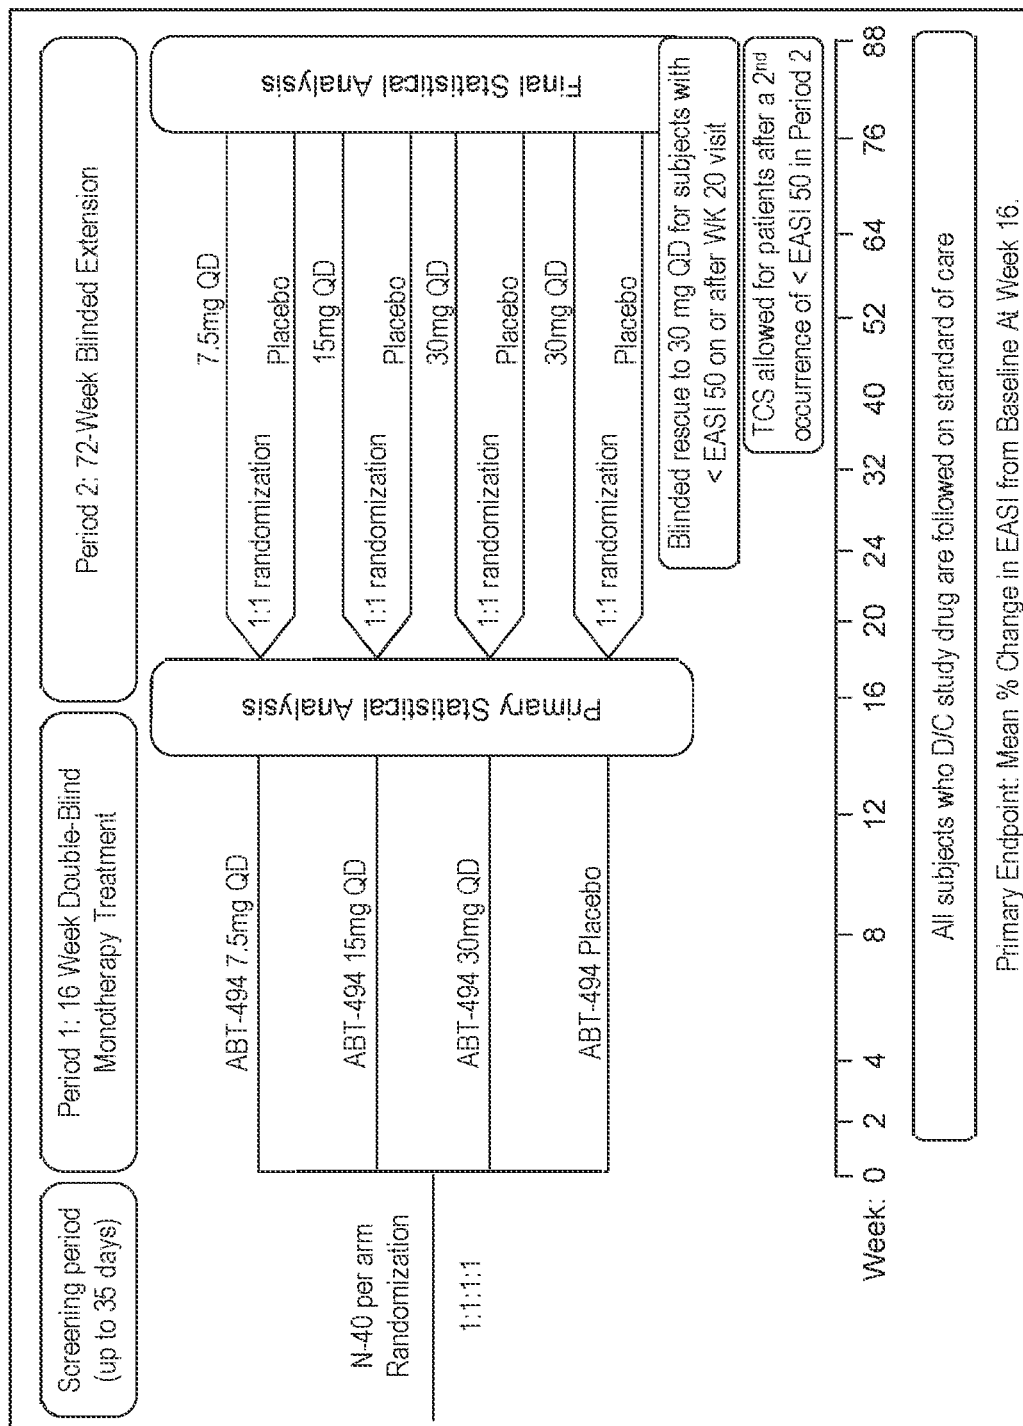 Screening period
(up to 35 days)
Period 1: 16 Week Double-Blind
Monotherapy Treatment
Period 2: 72-Week Blinded Extension
N-40 per arm
Randomization
1:1:1:1
ABT-494 7.5mg QD
ABT-494 15mg QD
ABT-494 30mg QD
ABT-494 Placebo
Primary Statistical Analysis
1:1 randomization
7.5mg QD
Placebo
1:1 randomization
15mg QD
Placebo
1:1 randomization
30mg QD
Placebo
1:1 randomization
30mg QD
Placebo
Final Statistical Analysis
Blinded rescue to 30 mg QD for subjects with
< EASI 50 on or after WK 20 visit
TCS allowed for patients after a 2nd
occurrence of < EASI 50 in Period 2
Week: 0 2 4 8 12 16 20 24 32 40 52 64 76 88
All subjects who D/C study drug are followed on standard of care
Primary Endpoint: Mean % Change in EASI from Baseline At Week 16.